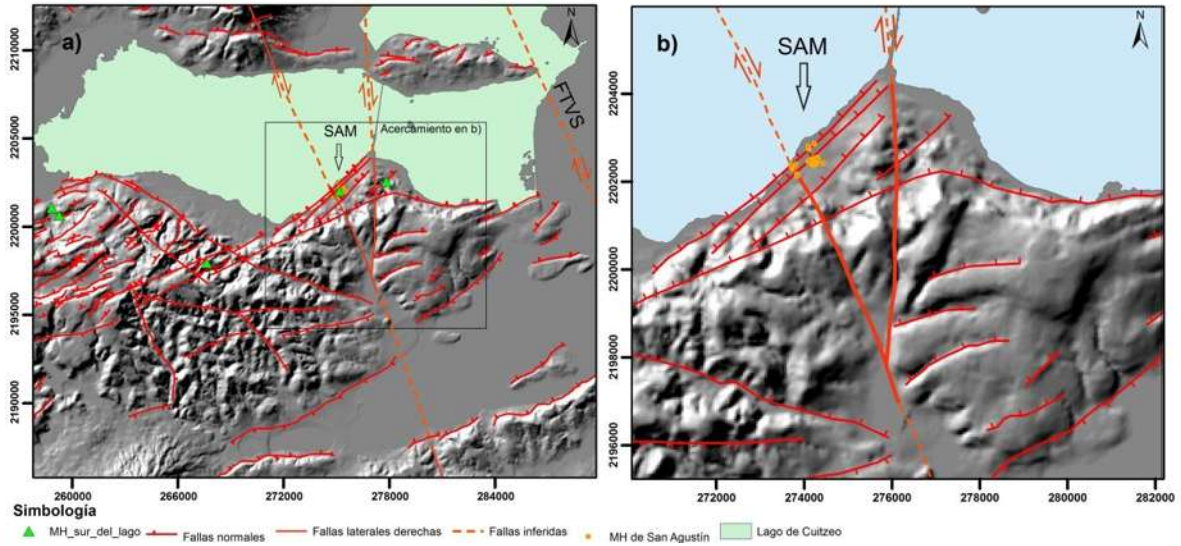 a)
N
SAM
Acercamiento en b)
FTVS
2210000
2205000
2200000
2195000
2190000
260000
266000
272000
278000
284000
b)
N
SAM
2204000
2202000
2200000
2198000
2196000
272000
274000
276000
278000
280000
282000
Simbología
MH_sur_del_lago
Fallas normales
Fallas laterales derechas
Fallas inferidas
MH de San Agustín
Lago de Cuitzeo